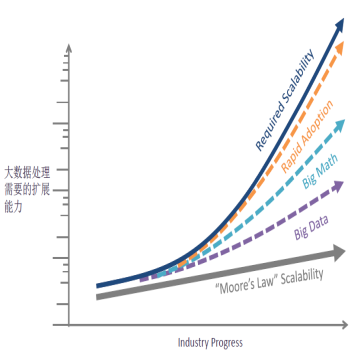 Required Scalability
Rapid Adoption
Big Math
大数据处理
需要的扩展
能力
Big Data
"Moore's Law" Scalability
Industry Progress